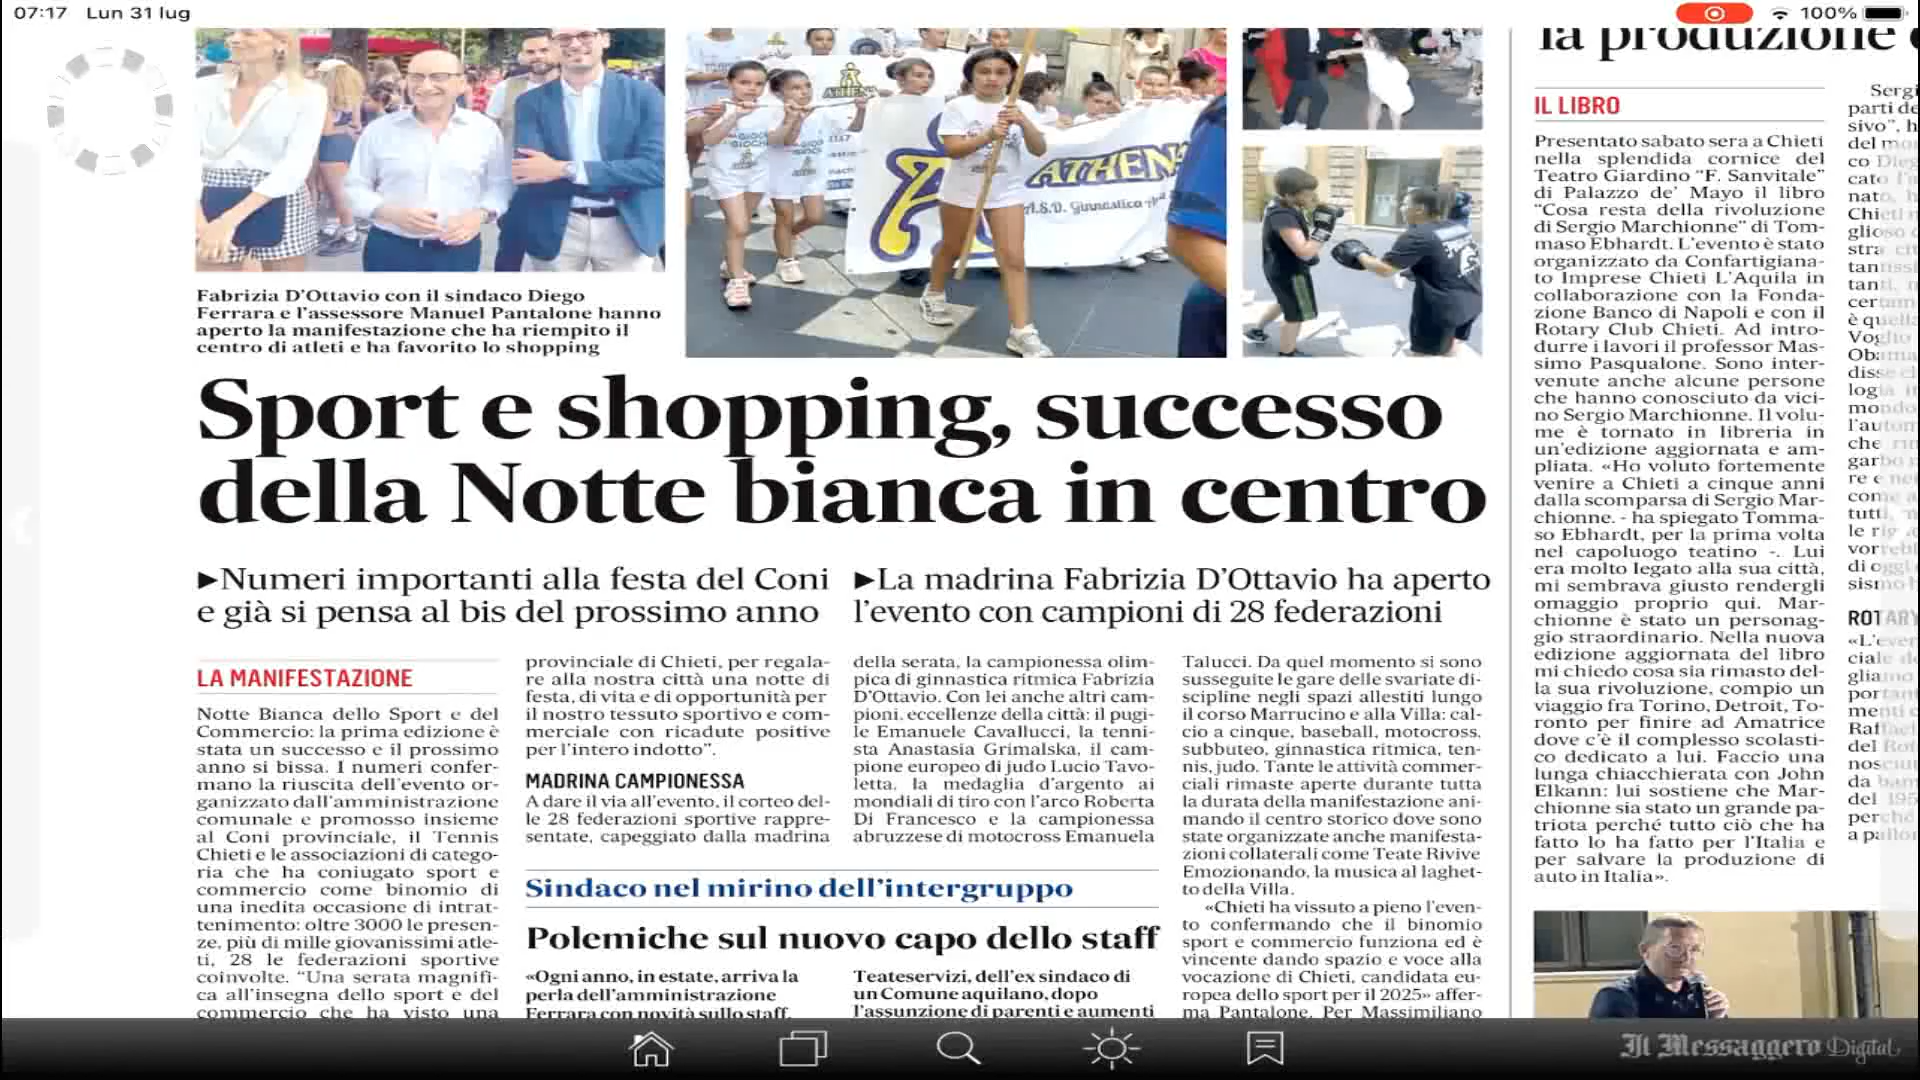 07:17 Lun 31 lug
100%
ATHENA
ATHENA
A.S.D. Ginnastica
Fabrizia D'Ottavio con il sindaco Diego
Ferrara e l'assessore Manuel Pantalone hanno
aperto la manifestazione che ha riempito il
centro di atleti e ha favorito lo shopping
Sport e shopping, successo
della Notte bianca in centro
▶Numeri importanti alla festa del Coni
e già si pensa al bis del prossimo anno
▶La madrina Fabrizia D'Ottavio ha aperto
l'evento con campioni di 28 federazioni
LA MANIFESTAZIONE
Notte Bianca dello Sport e del
Commercio: la prima edizione è
stata un successo e il prossimo
anno si bissa. I numeri confer-
mano la riuscita dell'evento or-
ganizzato dall'amministrazione
comunale e promosso insieme
al Coni provinciale, il Tennis
Chieti e le associazioni di catego-
ria che ha coniugato sport e
commercio come binomio di
una inedita occasione di intrat-
tenimento: oltre 3000 le presen-
ze, più di mille giovanissimi atle-
ti, 28 le federazioni sportive
coinvolte. “Una serata magnifi-
ca all'insegna dello sport e del
commercio che ha visto una
provinciale di Chieti, per regala-
re alla nostra città una notte di
festa, di vita e di opportunità per
il nostro tessuto sportivo e com-
merciale con ricadute positive
per l'intero indotto”.
MADRINA CAMPIONESSA
A dare il via all'evento, il corteo del-
le 28 federazioni sportive rappre-
sentate, capeggiato dalla madrina
della serata, la campionessa olim-
pica di ginnastica ritmica Fabrizia
D'Ottavio. Con lei anche altri cam-
pioni, eccellenze della città: il pugi-
le Emanuele Cavallucci, la tenni-
sta Anastasia Grimalska, il cam-
pione europeo di judo Lucio Tavo-
letta, la medaglia d'argento ai
mondiali di tiro con l'arco Roberta
Di Francesco e la campionessa
abruzzese di motocross Emanuela
Talucci. Da quel momento si sono
susseguite le gare delle svariate di-
scipline negli spazi allestiti lungo
il corso Marrucino e alla Villa: cal-
cio a cinque, baseball, motocross,
subbuteo, ginnastica ritmica, ten-
nis, judo. Tante le attività commer-
ciali rimaste aperte durante tutta
la durata della manifestazione ani-
mando il centro storico dove sono
state organizzate anche manifesta-
zioni collaterali come Teate Rivive
Emozionando, la musica al laghet-
to della Villa.
«Chieti ha vissuto a pieno l'even-
to confermando che il binomio
sport e commercio funziona ed è
vincente dando spazio e voce alla
vocazione di Chieti, candidata eu-
ropea dello sport per il 2025» affer-
ma Pantalone. Per Massimiliano
Sindaco nel mirino dell'intergruppo
Polemiche sul nuovo capo dello staff
«Ogni anno, in estate, arriva la
perla dell'amministrazione
Ferrara con novità sullo staff.
Teateservizi, dell'ex sindaco di
un Comune aquilano, dopo
l'assunzione di parenti e aumenti
la produzione
IL LIBRO
Presentato sabato sera a Chieti
nella splendida cornice del
Teatro Giardino “F. Sanvitale”
di Palazzo de' Mayo il libro
“Cosa resta della rivoluzione
di Sergio Marchionne” di Tom-
maso Ebhardt. L'evento è stato
organizzato da Confartigiana-
to Imprese Chieti L'Aquila in
collaborazione con la Fonda-
zione Banco di Napoli e con il
Rotary Club Chieti. Ad intro-
durre i lavori il professor Mas-
simo Pasqualone. Sono inter-
venute anche alcune persone
che hanno conosciuto da vici-
no Sergio Marchionne. Il volu-
me è tornato in libreria in
un'edizione aggiornata e am-
pliata. «Ho voluto fortemente
venire a Chieti a cinque anni
dalla scomparsa di Sergio Mar-
chionne. - ha spiegato Tomma-
so Ebhardt, per la prima volta
nel capoluogo teatino -. Lui
era molto legato alla sua città,
mi sembrava giusto rendergli
omaggio proprio qui. Mar-
chionne è stato un personag-
gio straordinario. Nella nuova
edizione aggiornata del libro
mi chiedo cosa sia rimasto del-
la sua rivoluzione, compio un
viaggio fra Torino, Detroit, To-
ronto per finire ad Amatrice
dove c'è il complesso scolasti-
co dedicato a lui. Faccio una
lunga chiacchierata con John
Elkann: lui sostiene che Mar-
chionne sia stato un grande pa-
triota perché tutto ciò che ha
fatto lo ha fatto per l'Italia e
per salvare la produzione di
auto in Italia».
ROTARY
Il Messaggero Digital